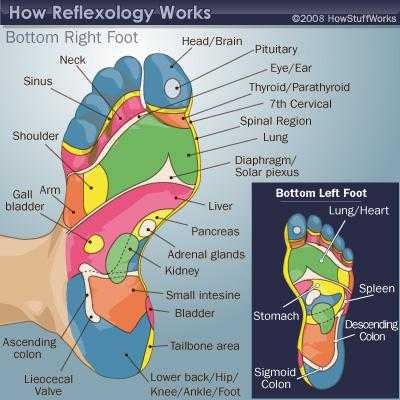 How Reflexology Works
©2008 HowStuffWorks
Bottom Right Foot
Head/Brain
Pituitary
Neck
Eye/Ear
Sinus
Thyroid/Parathyroid
7th Cervical
Spinal Region
Shoulder
Lung
Diaphragm/
Solar plexus
Arm
Gall
bladder
Liver
Pancreas
Adrenal glands
Kidney
Small intesine
Bladder
Ascending
colon
Tailbone area
Lieocecal
Valve
Lower back/Hip/
Knee/Ankle/Foot
Bottom Left Foot
Lung/Heart
Spleen
Stomach
Descending
Colon
Sigmoid
Colon